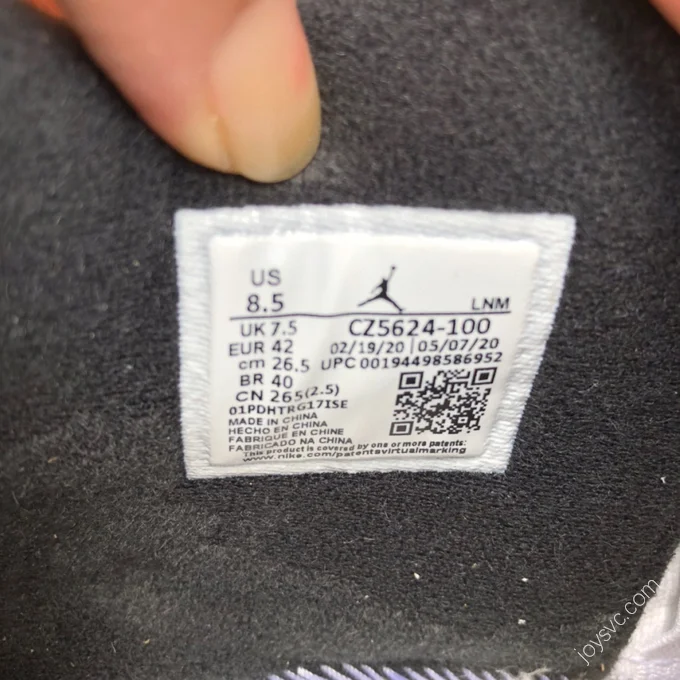 US
8.5
LNM
UK 7.5
CZ5624-100
EUR 42
02/19/20 05/07/20
cm 26.5
UPC 00194498586952
BR 40
CN 265(2.5)
01PDHTRG17ISE
MADE IN CHINA
HECHO EN CHINA
FABRIQUE EN CHINE
FABRICADO NA CHINA
This product is covered by one or more patents:
www.nike.com/patentsvirtualmarking
joysvc.com